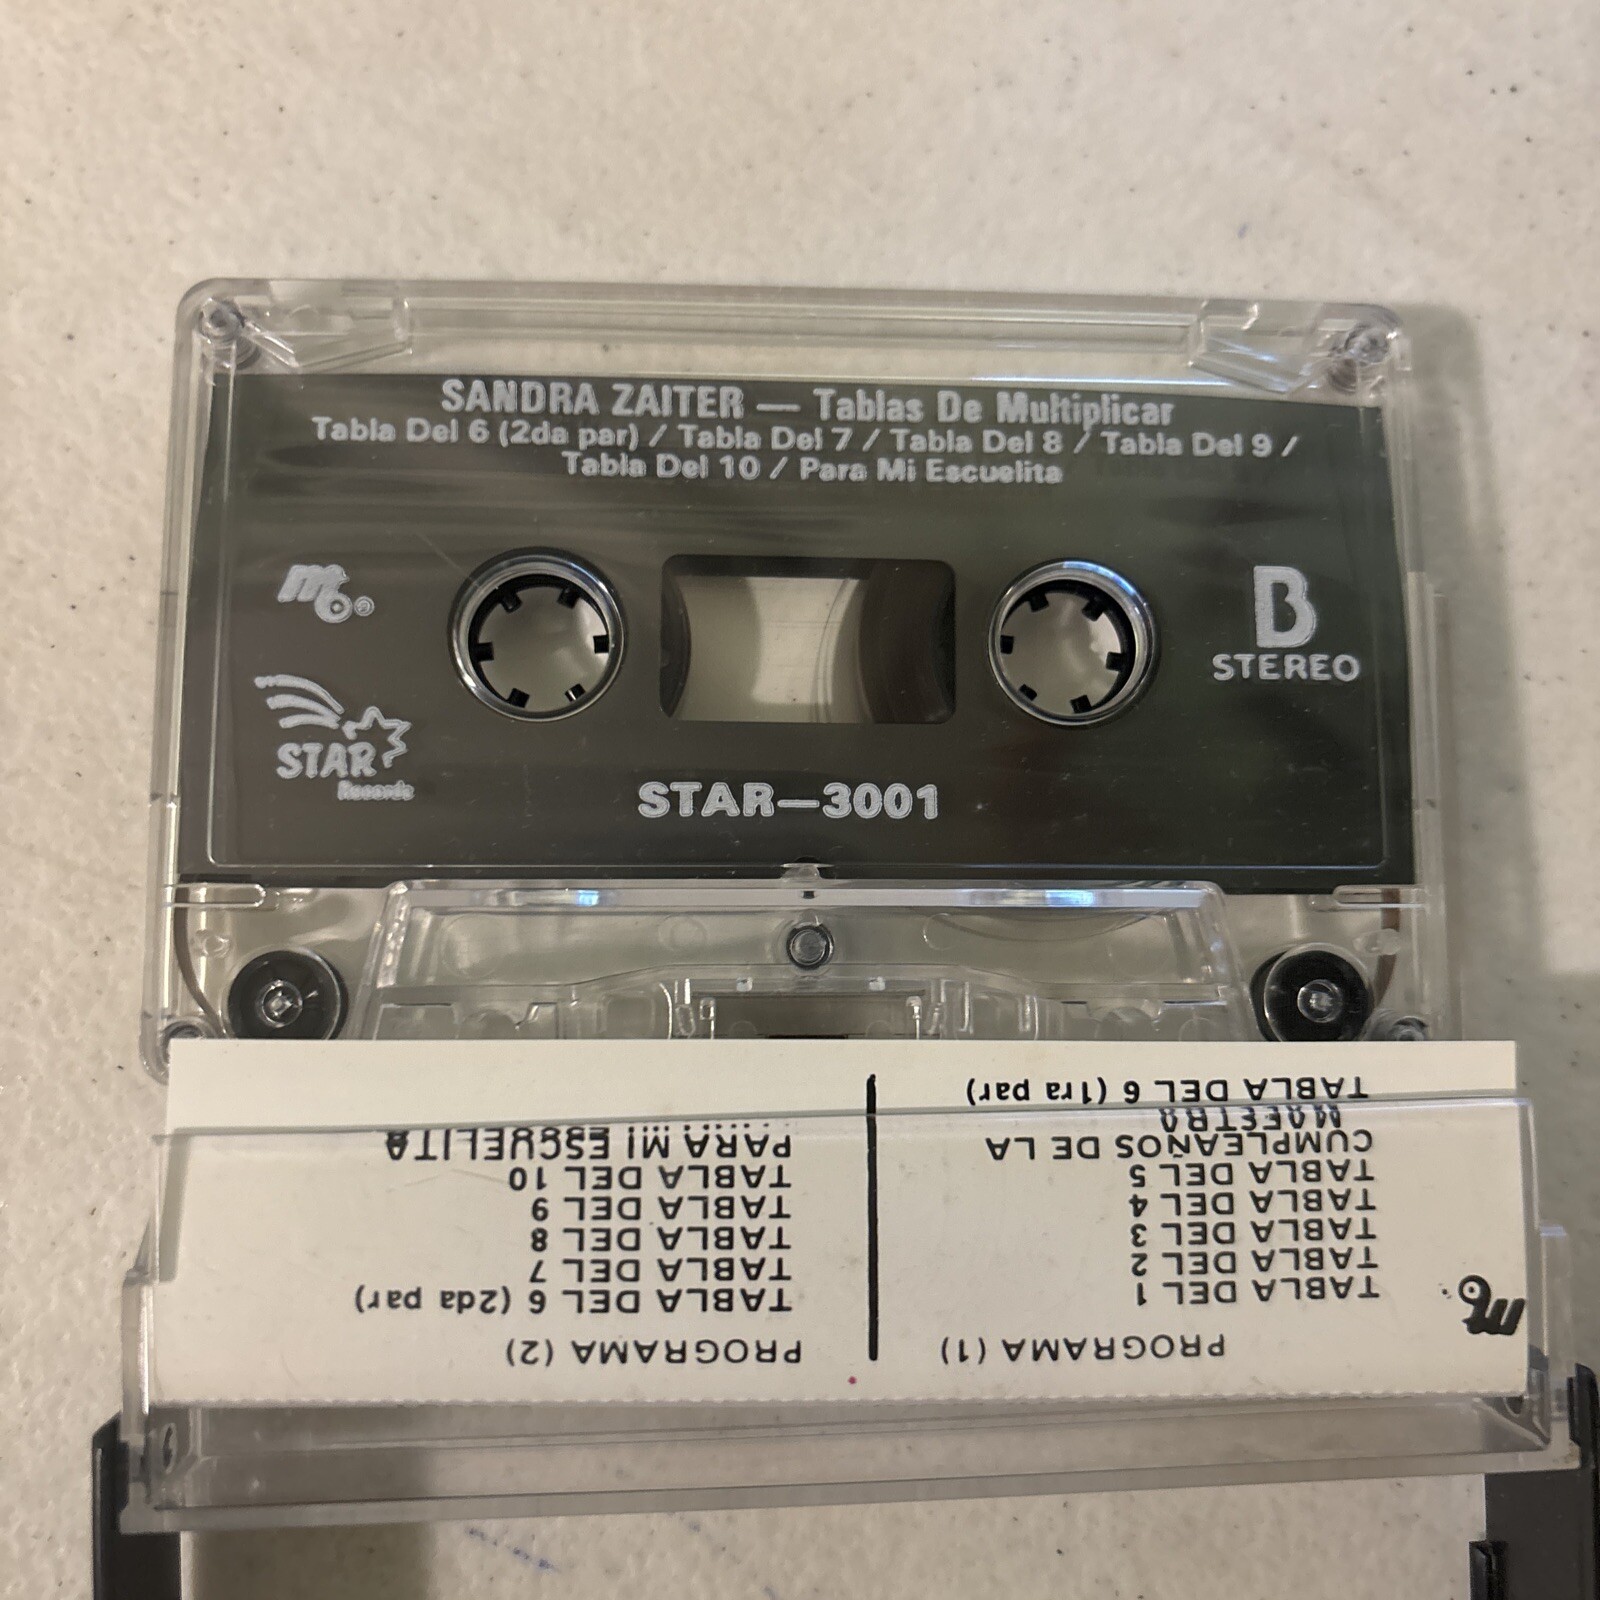 SANDRA ZAITER — Tablas De Multiplicar
Tabla Del 6 (2da par) / Tabla Del 7 / Tabla Del 8 / Tabla Del 9 /
Tabla Del 10 / Para Mi Escuelita
B
STEREO
STAR
Records
STAR—3001
PROGRAMA (1)
TABLA DEL 1
TABLA DEL 2
TABLA DEL 3
TABLA DEL 4
TABLA DEL 5
CUMPLEAÑOS DE LA
MAESTRA
TABLA DEL 6 (1ra par)
PROGRAMA (2)
TABLA DEL 6 (2da par)
TABLA DEL 7
TABLA DEL 8
TABLA DEL 9
TABLA DEL 10
PARA MI ESCUELITA